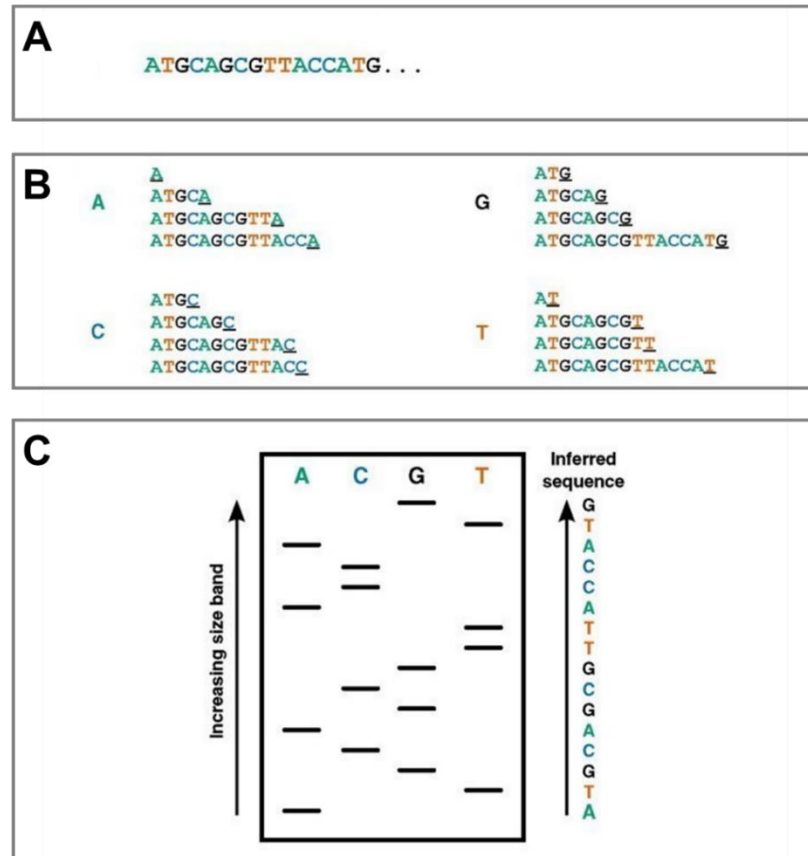 A
ATGCAGCGTTACCATG...
B
A
A
ATGCA
ATGCAGCGTTA
ATGCAGCGTTACCA
G
ATG
ATGCAG
ATGCAGCG
ATGCAGCGTTACCATG
C
ATGC
ATGCAGC
ATGCAGCGTTAC
ATGCAGCGTTACC
T
AT
ATGCAGCGT
ATGCAGCGTT
ATGCAGCGTTACCAT
C
A C G T
Increasing size band
Inferred
sequence
G
T
A
C
C
A
T
T
G
C
G
A
C
G
T
A